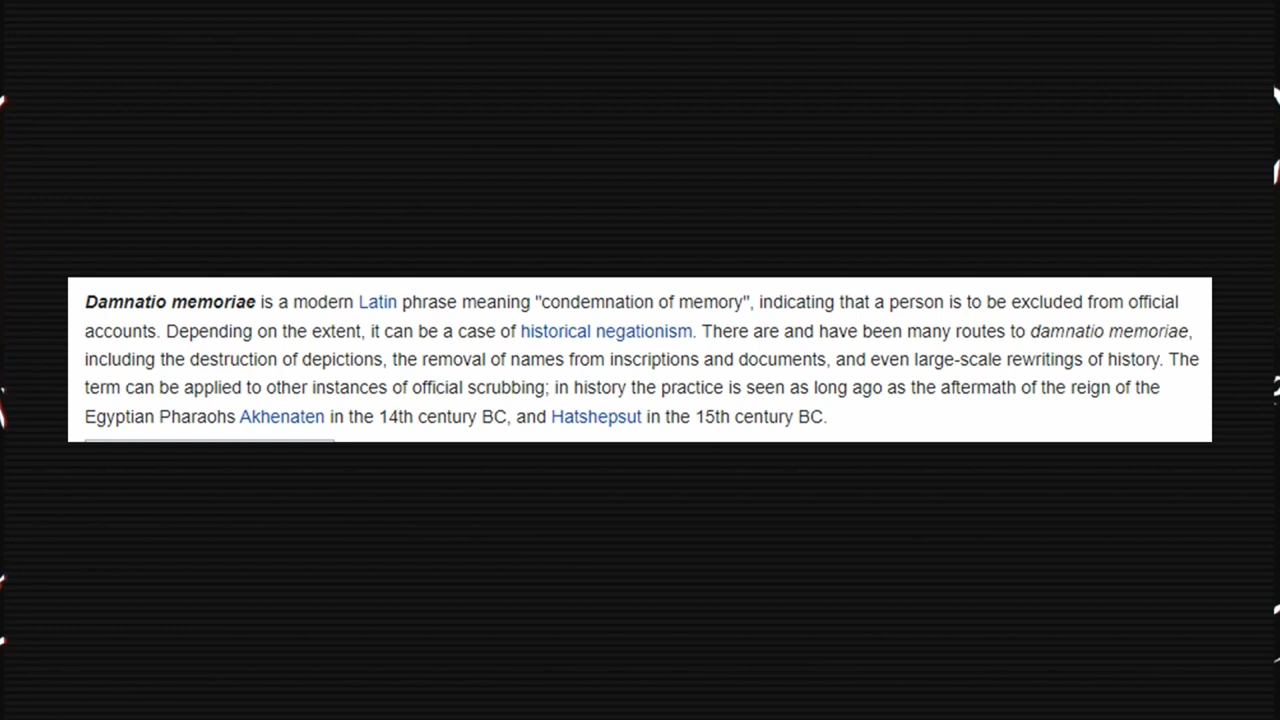 Damnatio memoriae is a modern Latin phrase meaning "condemnation of memory", indicating that a person is to be excluded from official
accounts. Depending on the extent, it can be a case of historical negationism. There are and have been many routes to damnatio memoriae,
including the destruction of depictions, the removal of names from inscriptions and documents, and even large-scale rewritings of history. The
term can be applied to other instances of official scrubbing; in history the practice is seen as long ago as the aftermath of the reign of the
Egyptian Pharaohs Akhenaten in the 14th century BC, and Hatshepsut in the 15th century BC.